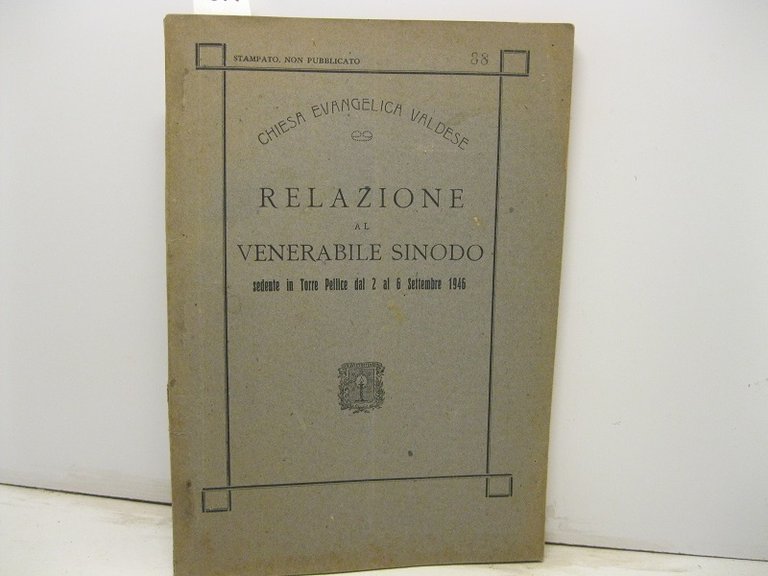 STAMPATO, NON PUBBLICATO
88
CHIESA EVANGELICA VALDESE
RELAZIONE
AL
VENERABILE SINODO
sedente in Torre Pellice dal 2 al 6 Settembre 1946